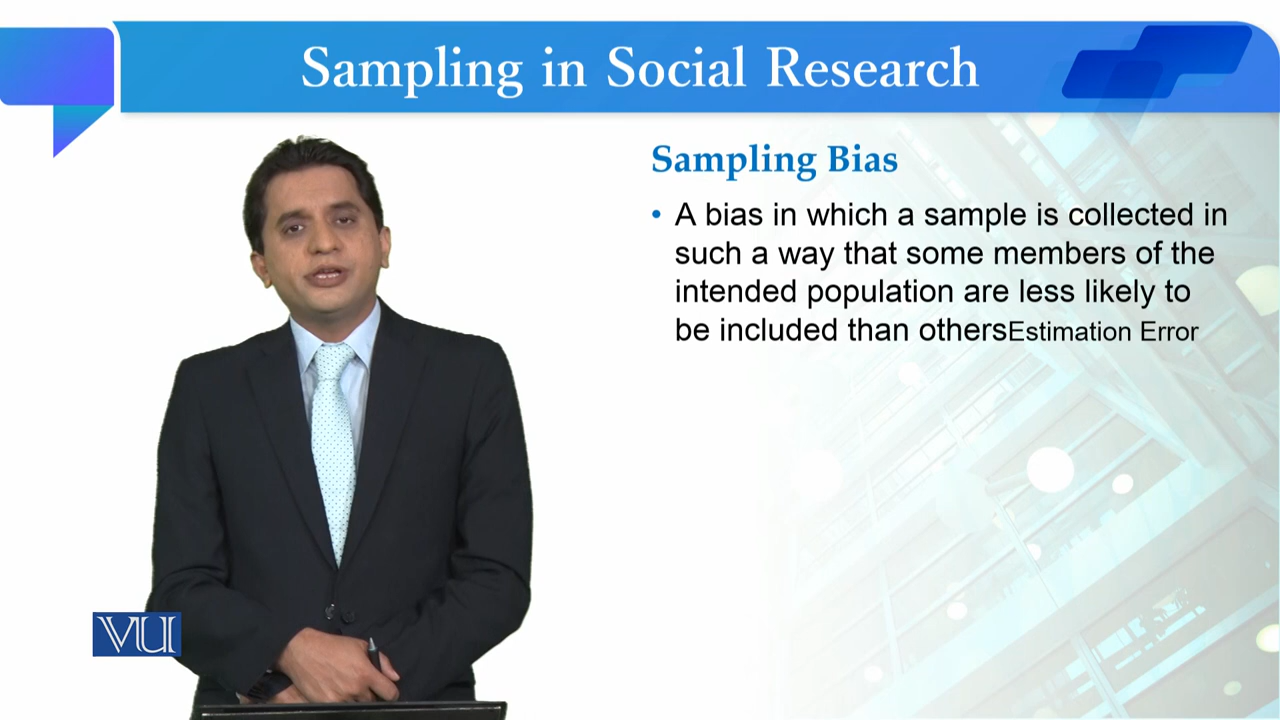 Sampling in Social Research
Sampling Bias
• A bias in which a sample is collected in
such a way that some members of the
intended population are less likely to
be included than othersEstimation Error
VU